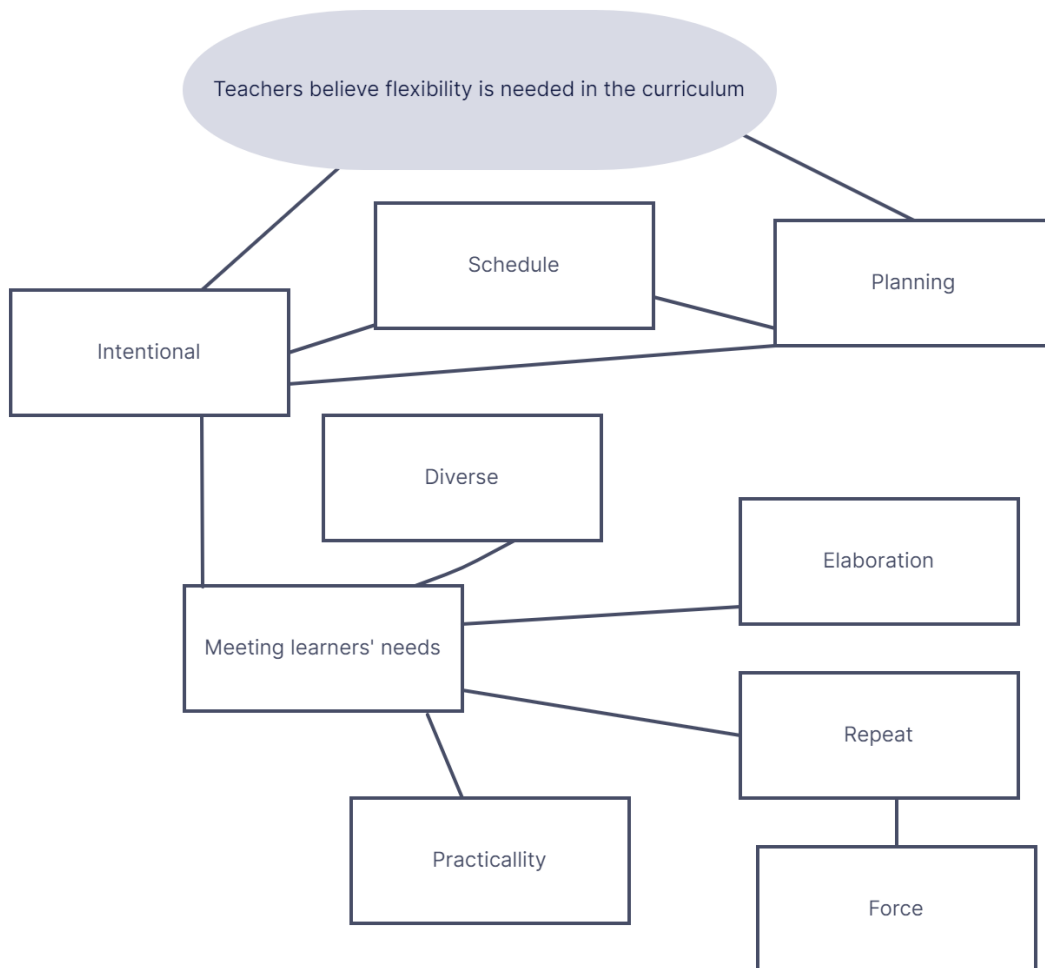 Teachers believe flexibility is needed in the curriculum
Schedule
Planning
Intentional
Diverse
Elaboration
Meeting learners' needs
Repeat
Practicallity
Force